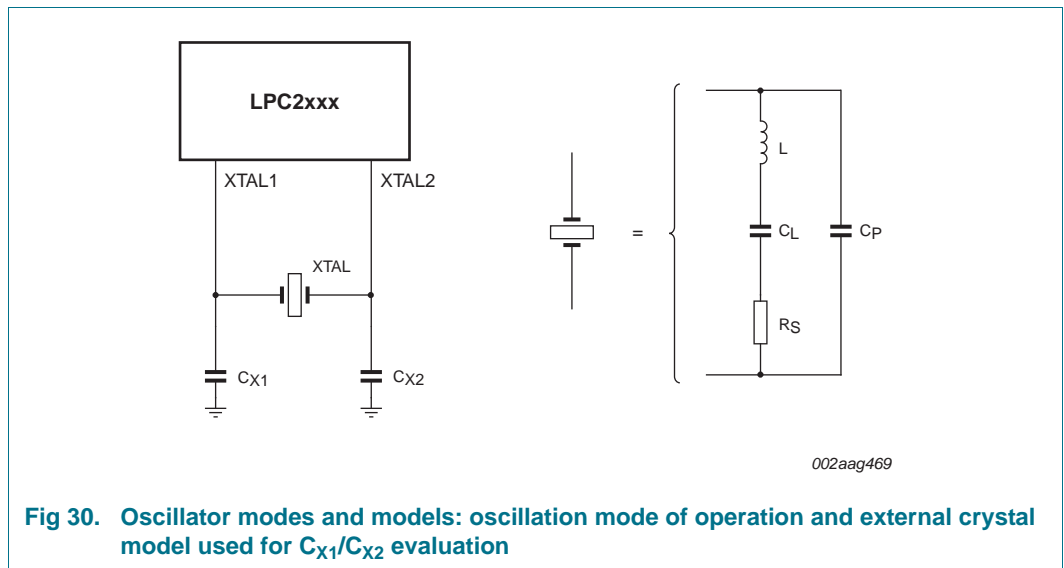 LPC2xxx
XTAL1
XTAL2
XTAL
CX1
CX2
=
L
CL
CP
RS
002aag469
Fig 30. Oscillator modes and models: oscillation mode of operation and external crystal
model used for CX1/CX2 evaluation